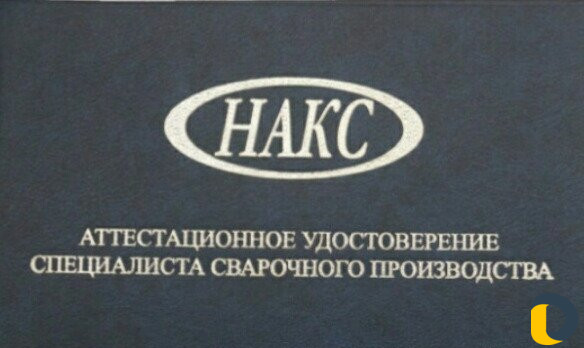 НАКС
АТТЕСТАЦИОННОЕ УДОСТОВЕРЕНИЕ
СПЕЦИАЛИСТА СВАРОЧНОГО ПРОИЗВОДСТВА